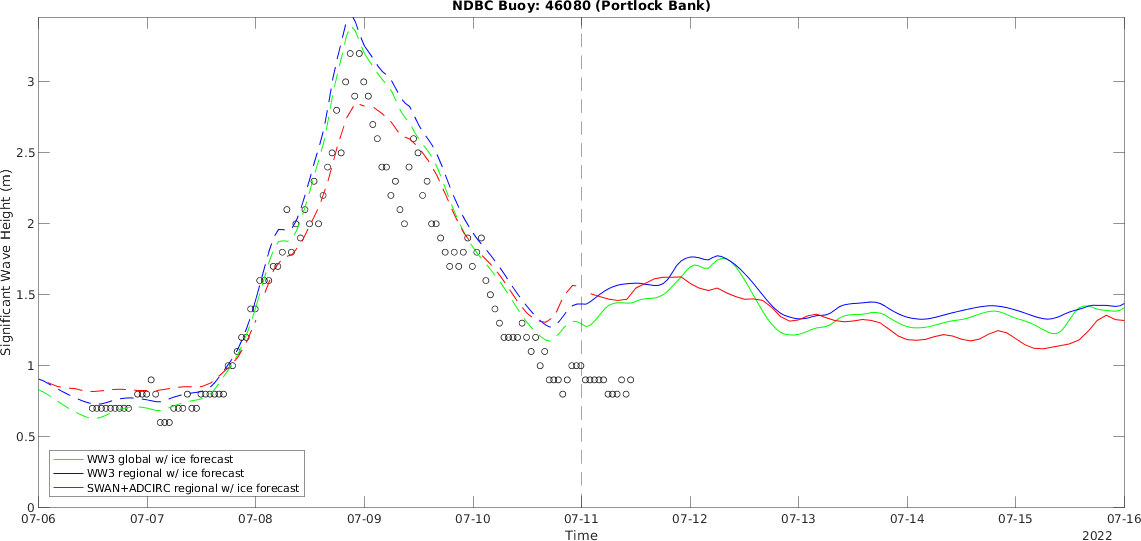 NDBC Buoy: 46080 (Portlock Bank)
Significant Wave Height (m)
3
2.5
2
1.5
1
0.5
0
WW3 global w/ ice forecast
WW3 regional w/ ice forecast
SWAN+ADCIRC regional w/ ice forecast
07-06 07-07 07-08 07-09 07-10 07-11 07-12 07-13 07-14 07-15 07-16
Time
2022